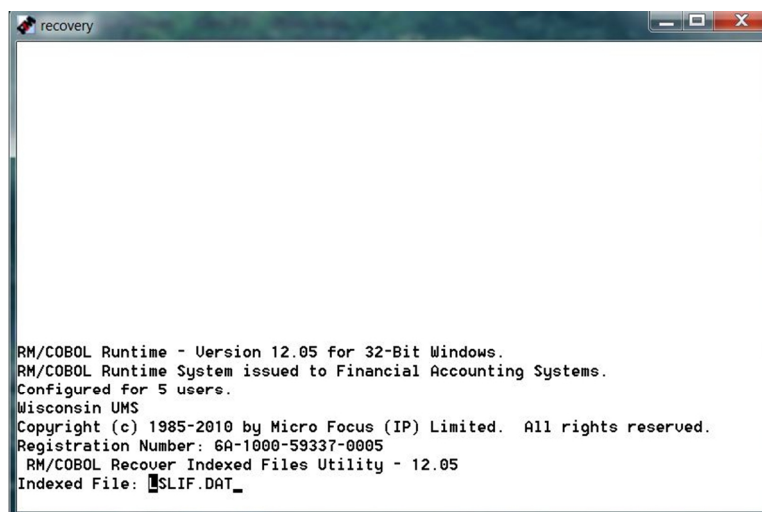 recovery
RM/COBOL Runtime - Version 12.05 for 32-Bit Windows.
RM/COBOL Runtime System issued to Financial Accounting Systems.
Configured for 5 users.
Wisconsin UMS
Copyright (c) 1985-2010 by Micro Focus (IP) Limited.  All rights reserved.
Registration Number: 6A-1000-59337-0005
RM/COBOL Recover Indexed Files Utility - 12.05
Indexed File: LSLIF.DAT_